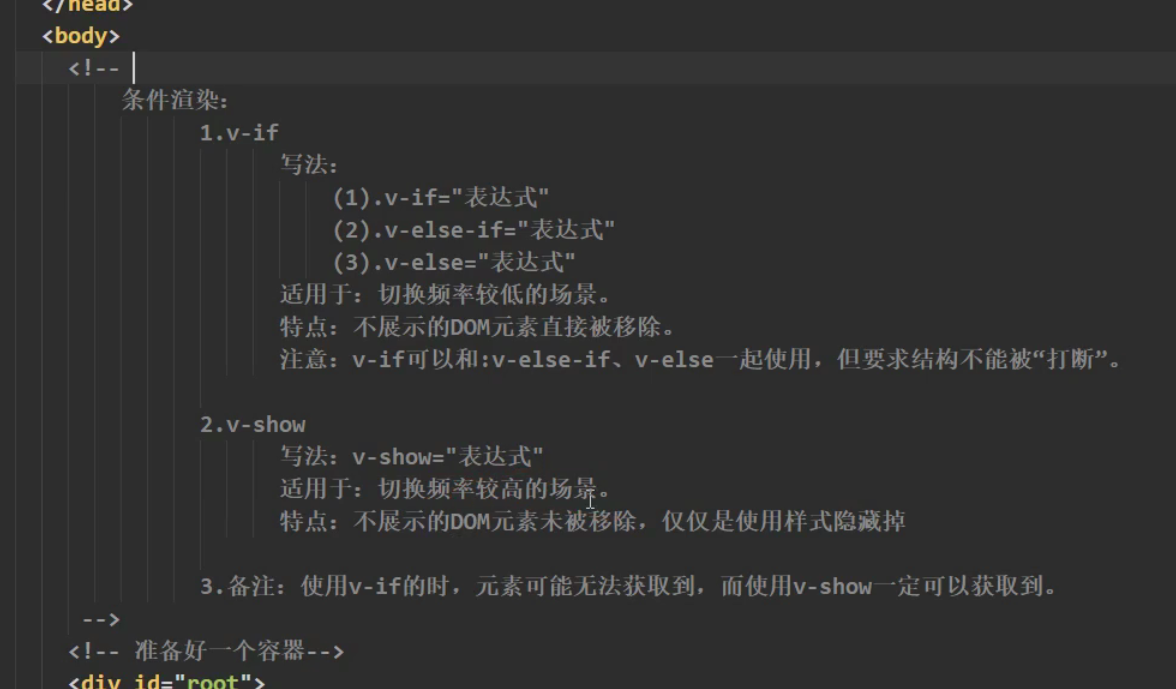 </head>
<body>
<!--
条件渲染：
1.v-if
写法：
(1).v-if="表达式"
(2).v-else-if="表达式"
(3).v-else="表达式"
适用于：切换频率较低的场景。
特点：不展示的DOM元素直接被移除。
注意：v-if可以和:v-else-if、v-else一起使用，但要求结构不能被“打断”。
2.v-show
写法：v-show="表达式"
适用于：切换频率较高的场景。
特点：不展示的DOM元素未被移除，仅仅是使用样式隐藏掉
3.备注：使用v-if的时，元素可能无法获取到，而使用v-show一定可以获取到。
-->
<!-- 准备好一个容器-->
<div id="root">